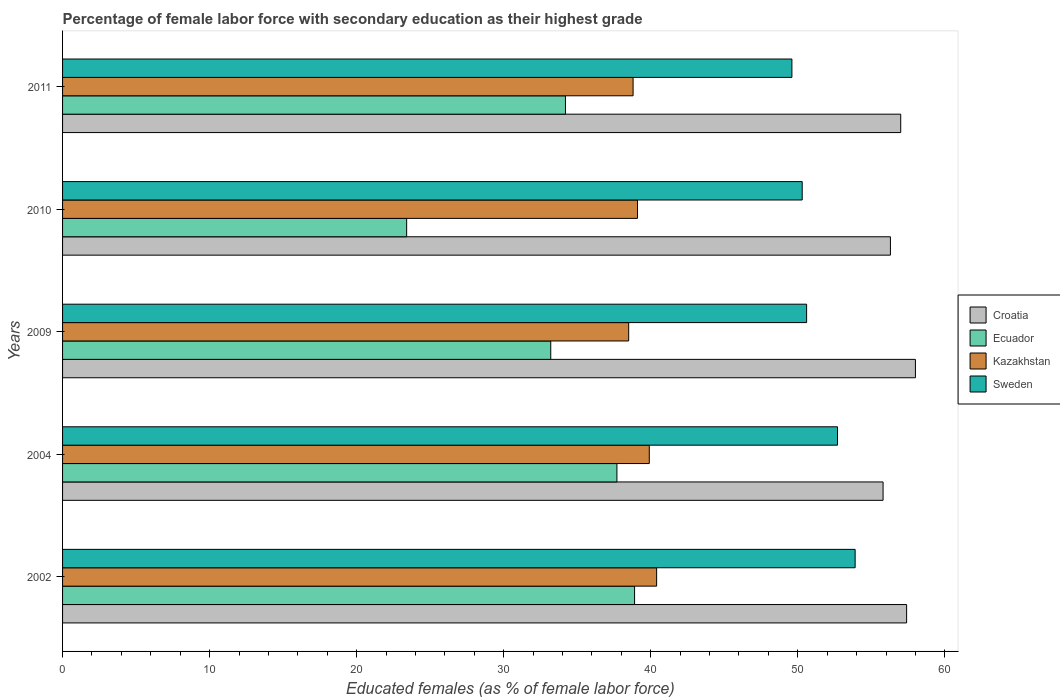 Percentage of female labor force with secondary education as their highest grade
2011
2010
2009
2004
2002
Years
0
10
20
30
40
50
60
Educated females (as % of female labor force)
Croatia
Ecuador
Kazakhstan
Sweden